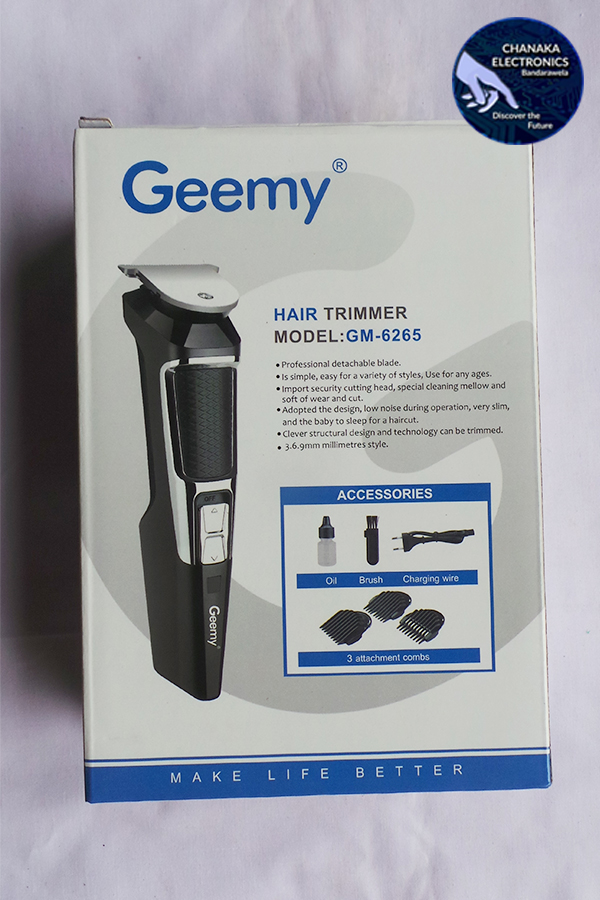 CHANAKA
ELECTRONICS
Bandarawela
Discover the
Future
Geemy®
HAIR TRIMMER
MODEL:GM-6265
• Professional detachable blade.
• Is simple, easy for a variety of styles, Use for any ages.
• Import security cutting head, special cleaning mellow and
soft of wear and cut.
• Adopted the design, low noise during operation, very slim,
and the baby to sleep for a haircut.
• Clever structural design and technology can be trimmed.
• 3.6.9mm millimetres style.
OFF
Geemy®
ACCESSORIES
Oil Brush Charging wire
3 attachment combs
MAKE LIFE BETTER